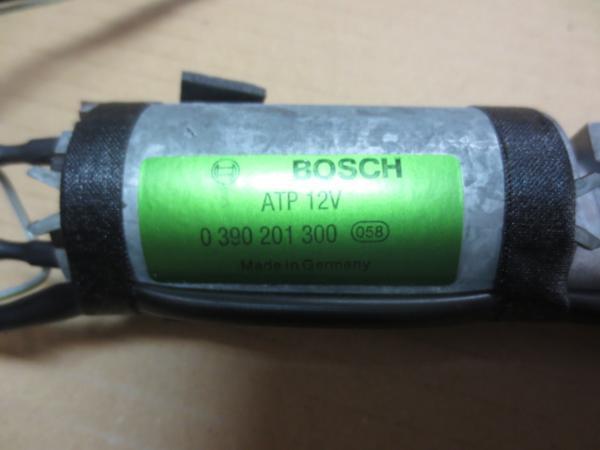 BOSCH
ATP 12V
0 390 201 300 058
Made in Germany